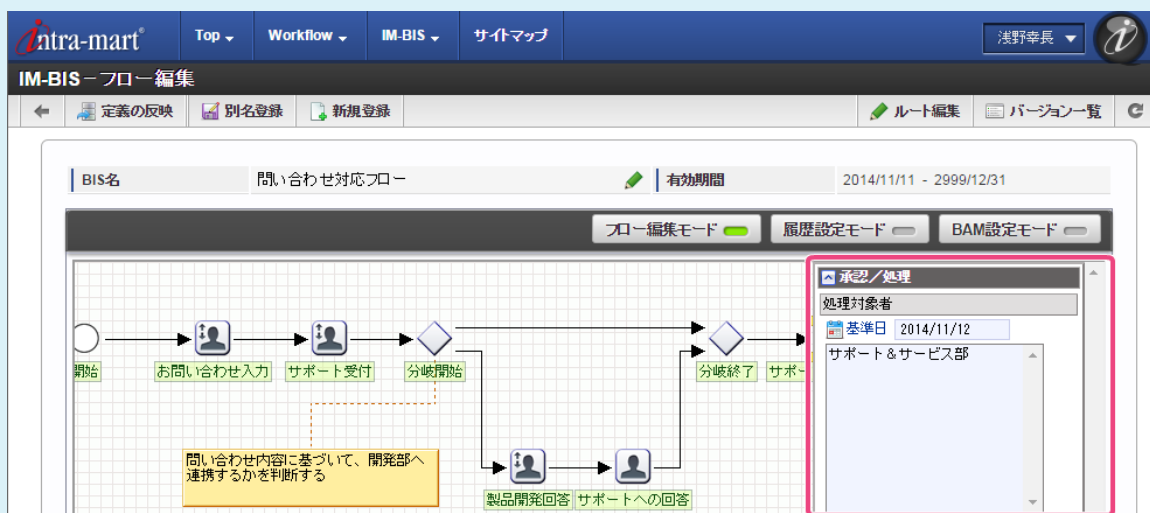 intra-mart Top Workflow IM-BIS サイトマップ 浅野幸長
IM-BIS－フロー編集
定義の反映 別名登録 新規登録 ルート編集 バージョン一覧
BIS名 問い合わせ対応フロー 有効期間 2014/11/11 - 2999/12/31
フロー編集モード 履歴設定モード BAM設定モード
承認／処理
処理対象者
基準日 2014/11/12
サポート＆サービス部
開始 お問い合わせ入力 サポート受付 分岐開始 分岐終了 サポー
問い合わせ内容に基づいて、開発部へ
連携するかを判断する
製品開発回答 サポートへの回答